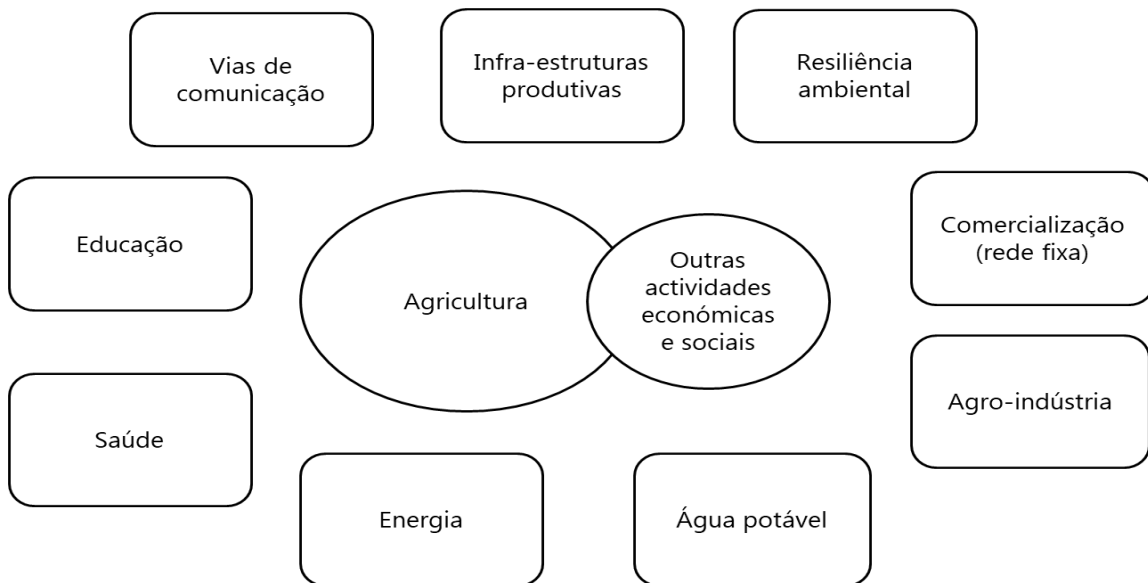 Vias de
comunicação
Infra-estruturas
produtivas
Resiliência
ambiental
Educação
Agricultura
Outras
actividades
económicas
e sociais
Comercialização
(rede fixa)
Agro-indústria
Saúde
Energia
Água potável